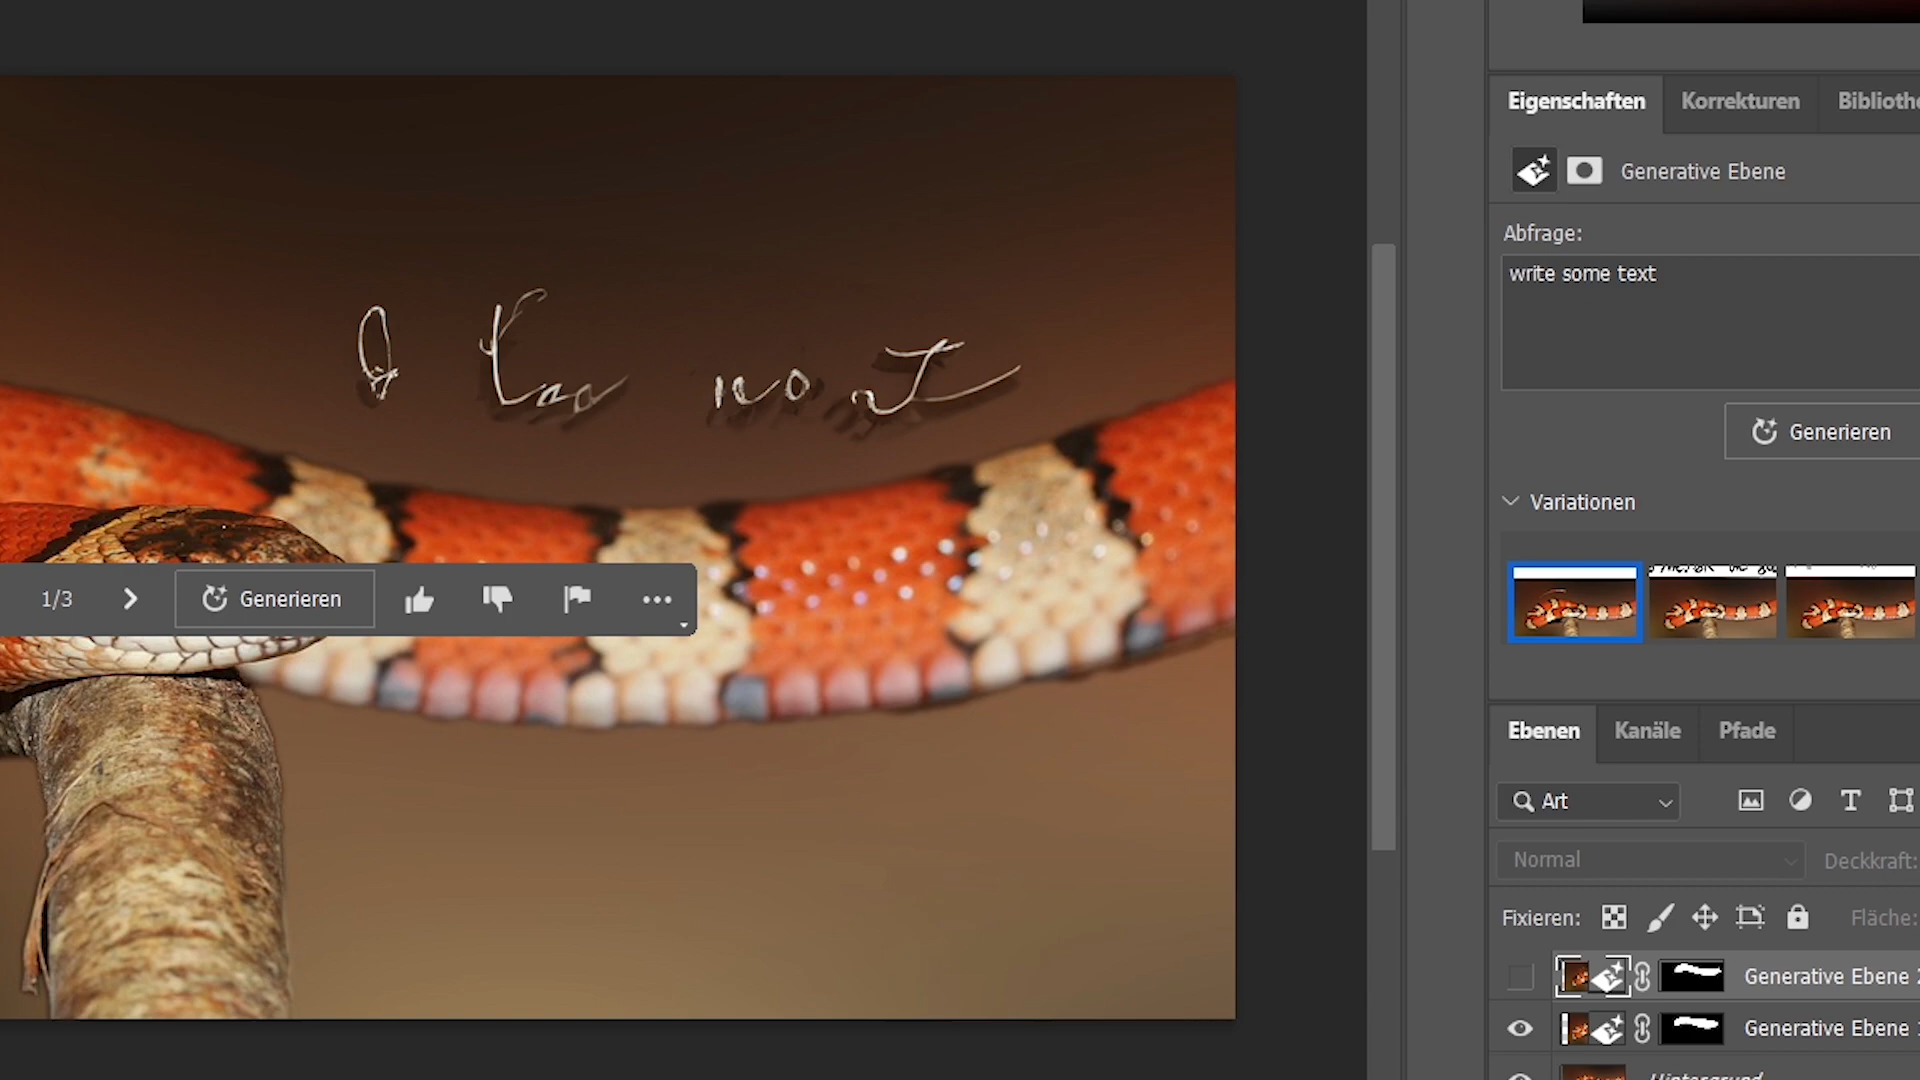 Eigenschaften Korrekturen
Generative Ebene
Abfrage:
write some text
Generieren
Variationen
1/3 Generieren
Ebenen Kanäle Pfade
Art
Normal Deckkraft:
Fixieren: Fläche:
Generative Ebene
Generative Ebene
Hintergrund